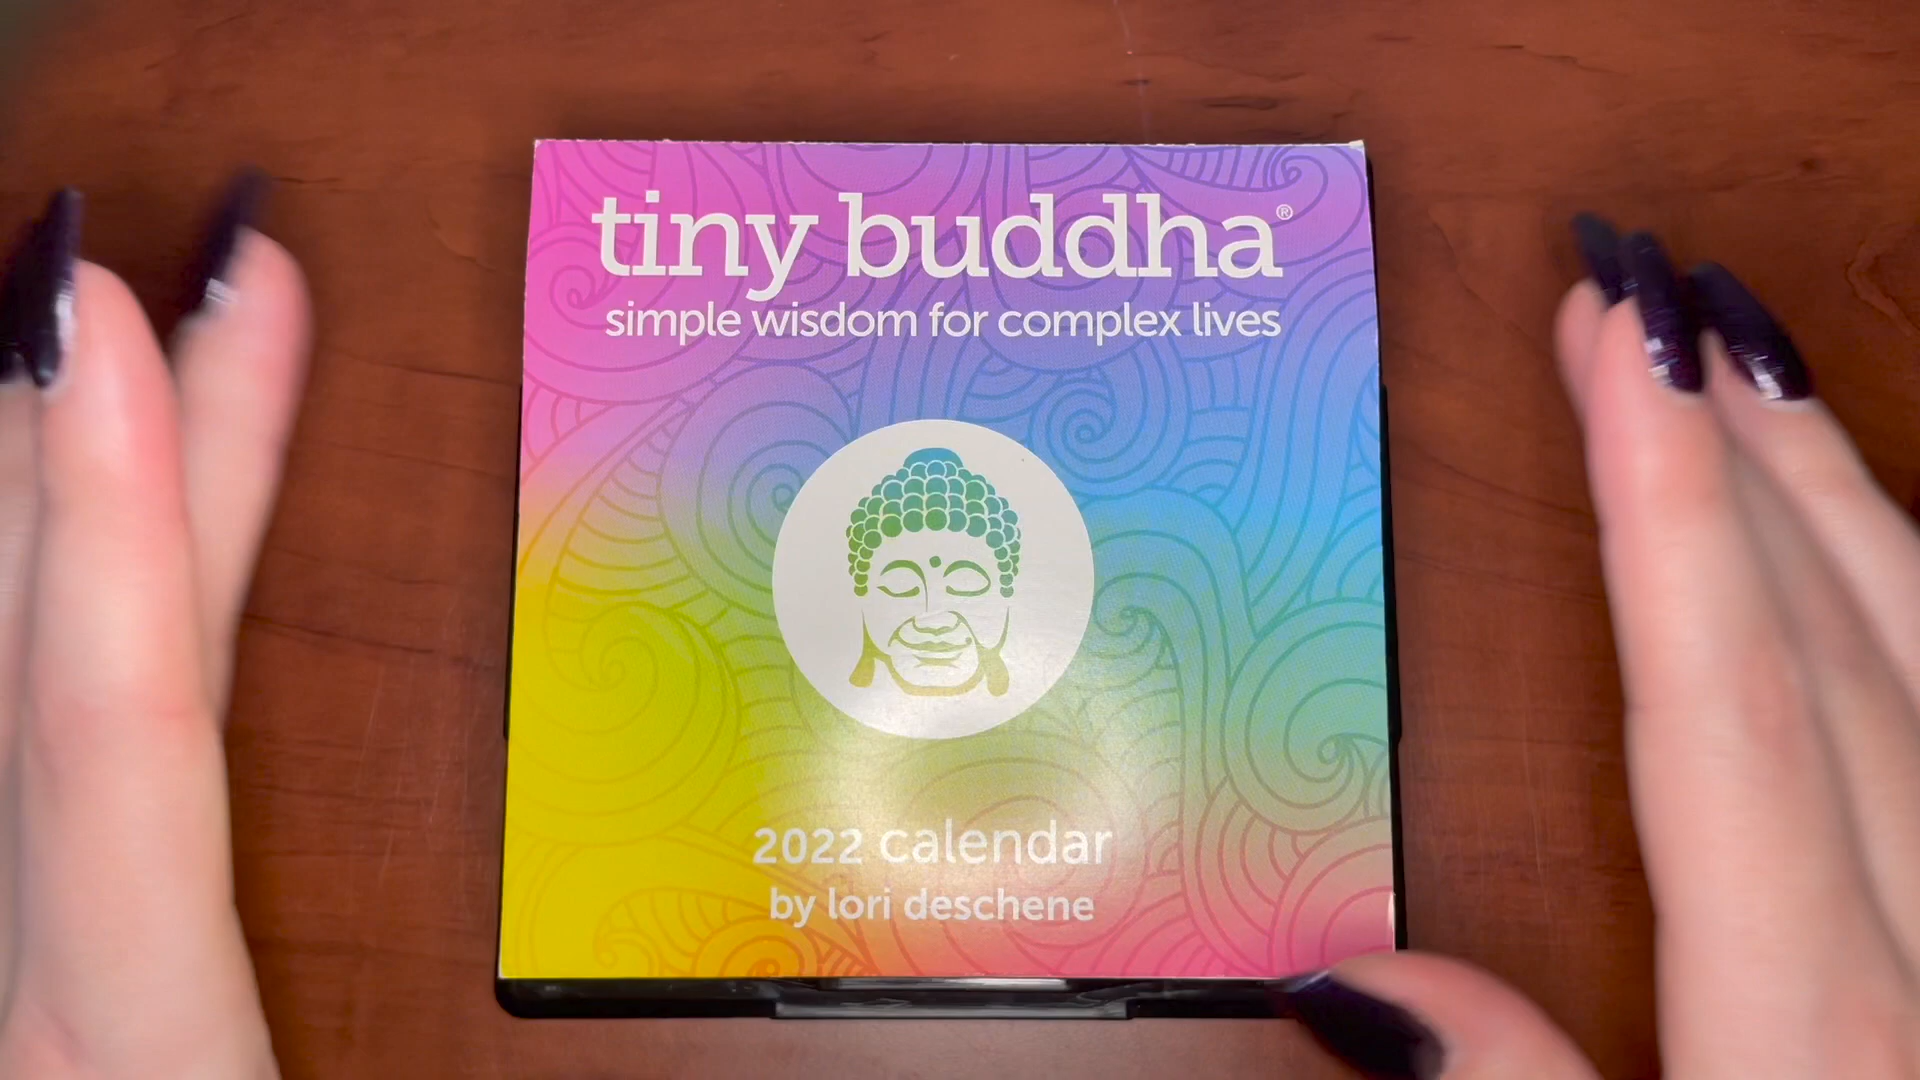 tiny buddha®
simple wisdom for complex lives
2022 calendar
by lori deschene